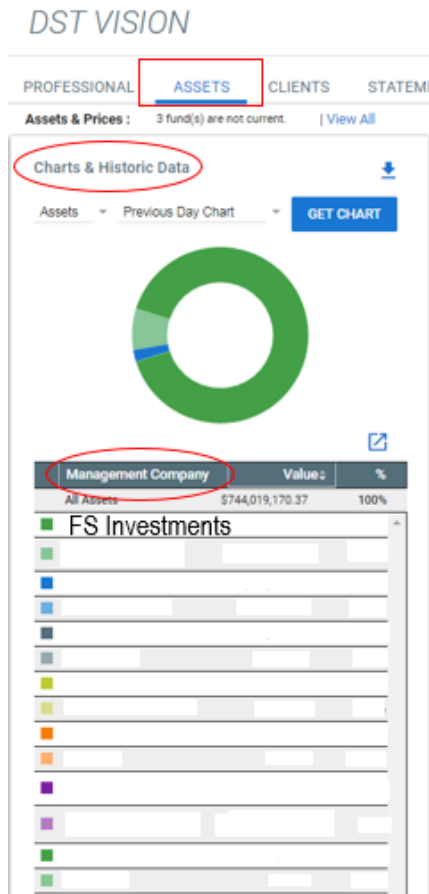 DST VISION
PROFESSIONAL ASSETS CLIENTS STATEM
Assets & Prices : 3 fund(s) are not current. | View All
Charts & Historic Data
Assets Previous Day Chart GET CHART
Management Company Value %
All Assets $744,019,170.37 100%
FS Investments